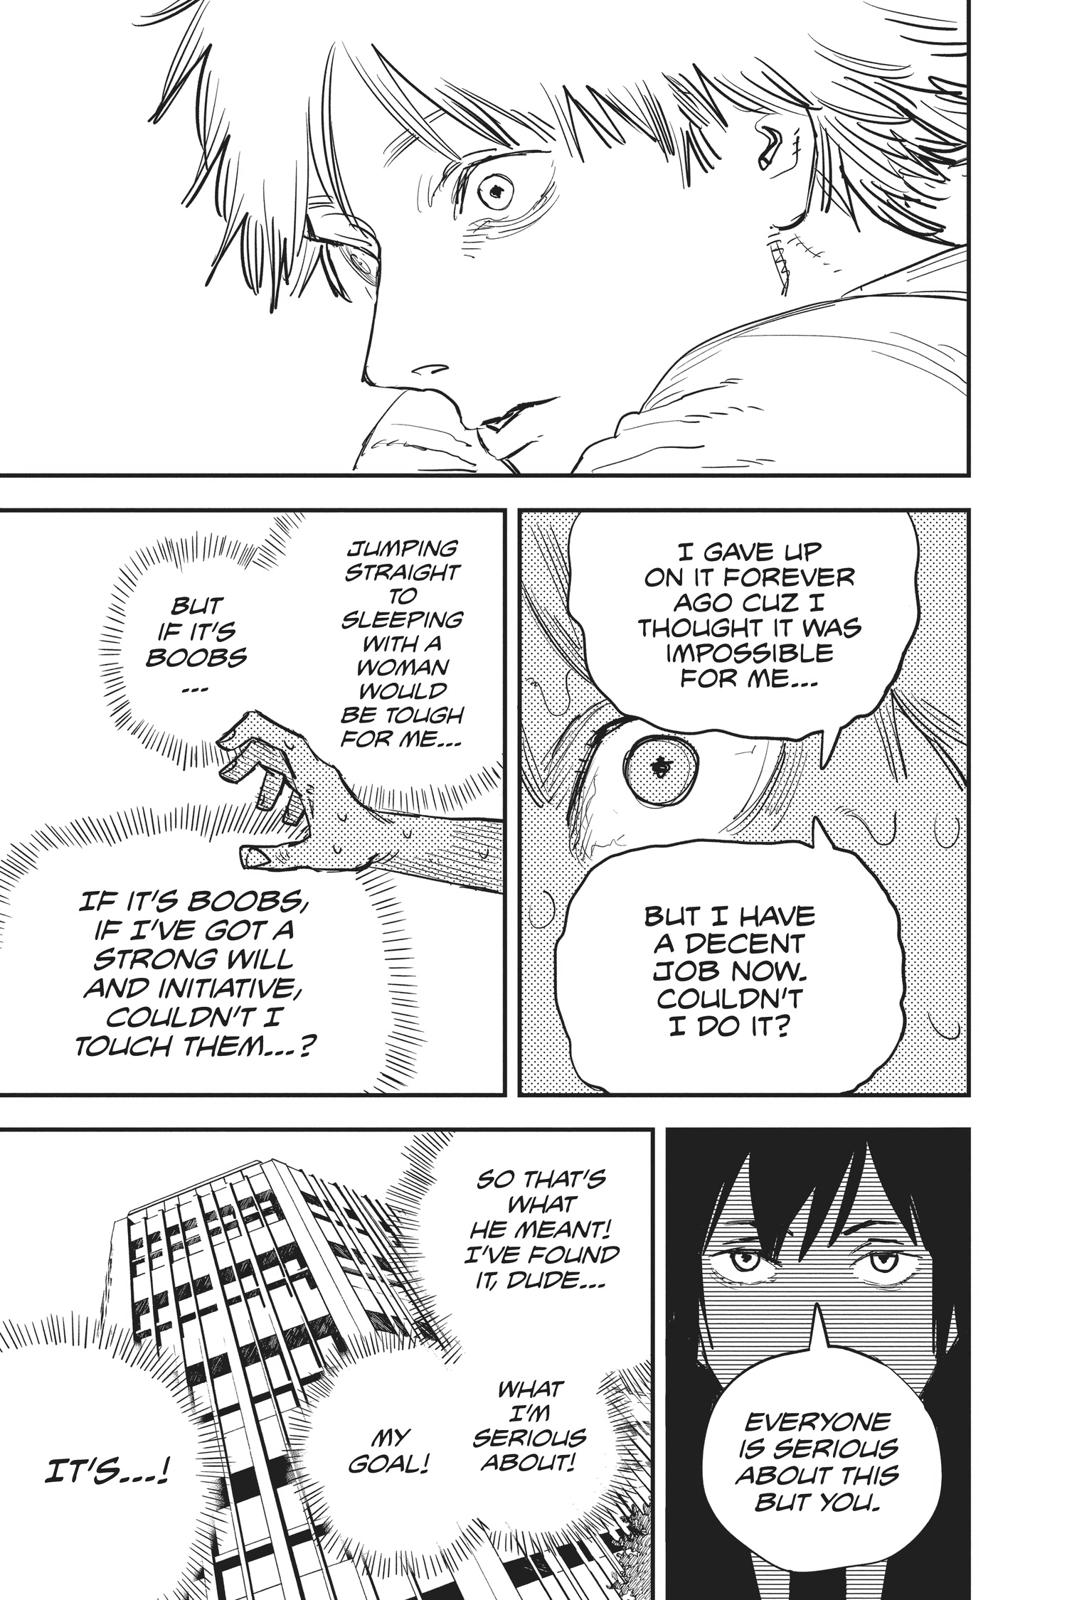 I GAVE UP
ON IT FOREVER
AGO CUZ I
THOUGHT IT WAS
IMPOSSIBLE
FOR ME...
BUT I HAVE
A DECENT
JOB NOW.
COULDN'T
I DO IT?
JUMPING
STRAIGHT
TO
SLEEPING
WITH A
WOMAN
WOULD
BE TOUGH
FOR ME...
BUT
IF IT'S
BOOBS
...
IF IT'S BOOBS,
IF I'VE GOT A
STRONG WILL
AND INITIATIVE,
COULDN'T I
TOUCH THEM...?
EVERYONE
IS SERIOUS
ABOUT THIS
BUT YOU.
SO THAT'S
WHAT
HE MEANT!
I'VE FOUND
IT, DUDE...
WHAT
I'M
SERIOUS
ABOUT!
MY
GOAL!
IT'S...!